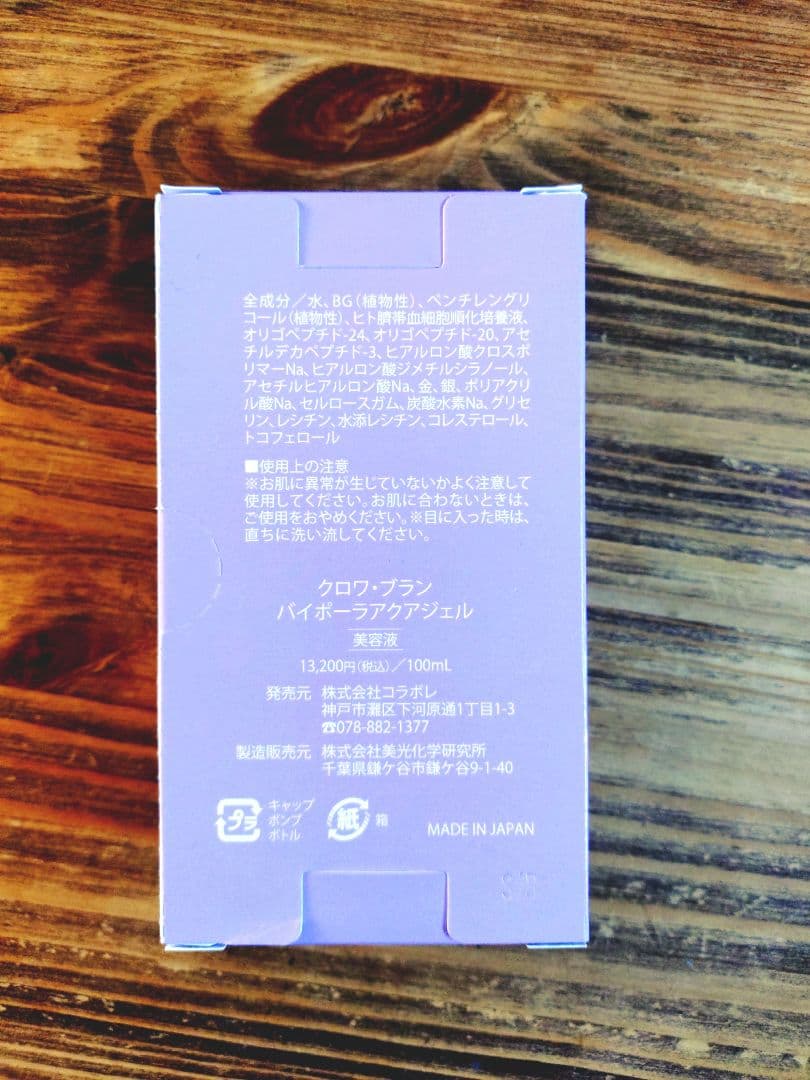 全成分／水、BG（植物性）、ペンチレングリ
コール（植物性）、ヒト臍帯血細胞順化培養液、
オリゴペプチド-24、オリゴペプチド-20、アセ
チルデカペプチド-3、ヒアルロン酸クロスポ
リマーNa、ヒアルロン酸ジメチルシラノール、
アセチルヒアルロン酸Na、金、銀、ポリアクリ
ル酸Na、セルロースガム、炭酸水素Na、グリセ
リン、レシチン、水添レシチン、コレステロール、
トコフェロール
■使用上の注意
※お肌に異常が生じていないかよく注意して
使用してください。お肌に合わないときは、
ご使用をおやめください。※目に入った時は、
直ちに洗い流してください。
クロワ・ブラン
バイポーラアクアジェル
美容液
13,200円（税込）／100mL
発売元 株式会社コラボレ
神戸市灘区下河原通1丁目1-3
☎078-882-1377
製造販売元 株式会社美光化学研究所
千葉県鎌ケ谷市鎌ケ谷9-1-40
プラ キャップ
ポンプ
ボトル
紙 箱
MADE IN JAPAN